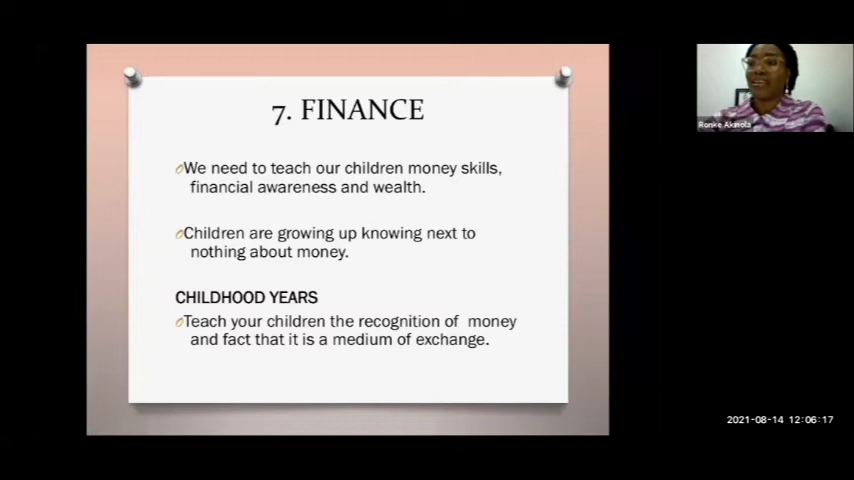 7. FINANCE
We need to teach our children money skills,
financial awareness and wealth.
Children are growing up knowing next to
nothing about money.
CHILDHOOD YEARS
Teach your children the recognition of money
and fact that it is a medium of exchange.
Ronke Akinola
2021-08-14 12:06:17